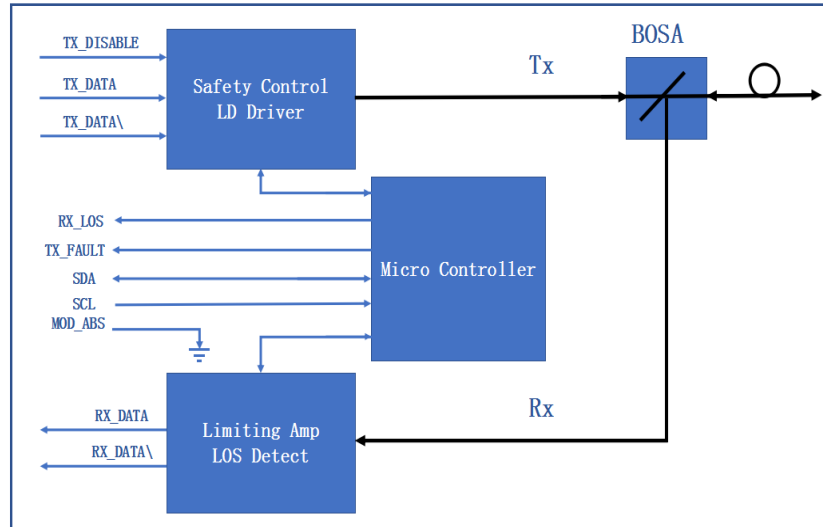 BOSA
TX_DISABLE
Tx
TX_DATA
Safety Control
LD Driver
TX_DATA\
RX_LOS
TX_FAULT
Micro Controller
SDA
SCL
MOD_ABS
Rx
RX_DATA
Limiting Amp
LOS Detect
RX_DATA\